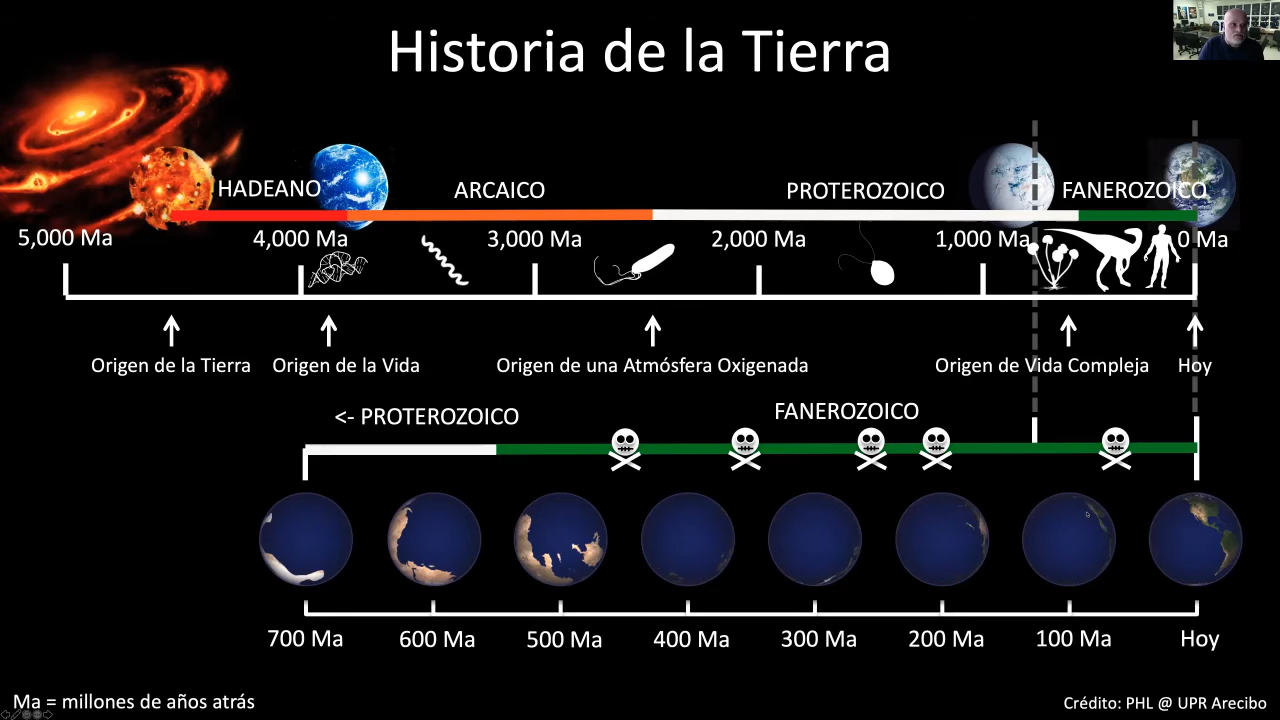 Historia de la Tierra
HADEANO
ARCAICO
PROTEROZOICO
FANEROZOICO
5,000 Ma
4,000 Ma
3,000 Ma
2,000 Ma
1,000 Ma
0 Ma
Origen de la Tierra
Origen de la Vida
Origen de una Atmósfera Oxigenada
Origen de Vida Compleja
Hoy
<- PROTEROZOICO
FANEROZOICO
700 Ma
600 Ma
500 Ma
400 Ma
300 Ma
200 Ma
100 Ma
Hoy
Ma = millones de años atrás
Crédito: PHL @ UPR Arecibo